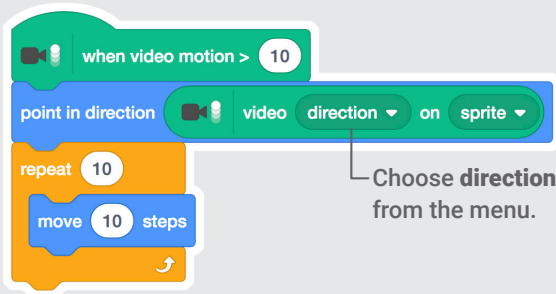 when video motion > 10
point in direction video direction on sprite
repeat 10
Choose direction
from the menu.
move 10 steps